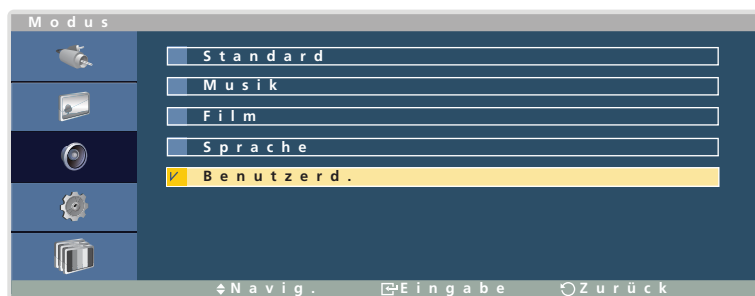 Modus
Standard
Musik
Film
Sprache
Benutzerd.
Navig. Eingabe Zurück